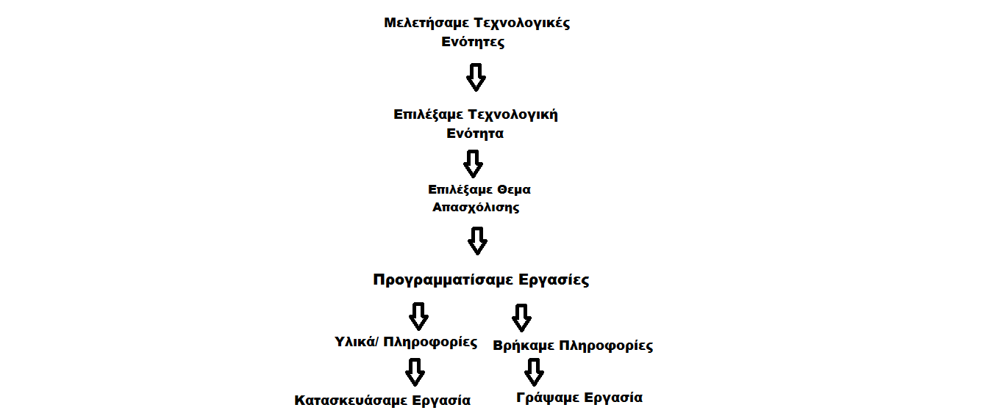 Μελετήσαμε Τεχνολογικές
Ενότητες
Επιλέξαμε Τεχνολογική
Ενότητα
Επιλέξαμε Θεμα
Απασχόλισης
Προγραμματίσαμε Εργασίες
Υλικά/ Πληροφορίες
Βρήκαμε Πληροφορίες
Κατασκευάσαμε Εργασία
Γράψαμε Εργασία